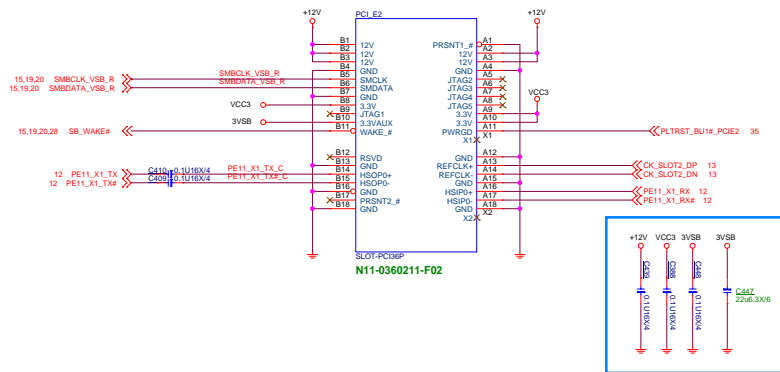 +12V
PCI_E2
+12V
B1 12V PRSNT1_# A1
B2 12V 12V A2
B3 12V 12V A3
B4 GND GND A4
15,19,20 SMBCLK_VSB_R SMBCLK_VSB_R B5 SMCLK JTAG2 A5
15,19,20 SMBDATA_VSB_R SMBDATA_VSB_R B6 SMDATA JTAG3 A6
B7 GND JTAG4 A7
VCC3 B8 3.3V JTAG5 A8 VCC3
B9 JTAG1 3.3V A9
3VSB B10 3.3VAUX 3.3V A10
15,19,20,28 SB_WAKE# B11 WAKE_# PWRGD A11 PLTRST_BU1#_PCIE2 35
X1 X1
B12 RSVD GND A12
B13 GND REFCLK+ A13 CK_SLOT2_DP 13
12 PE11_X1_TX C410 0.1U16X/4 PE11_X1_TX_C B14 HSOP0+ REFCLK- A14 CK_SLOT2_DN 13
12 PE11_X1_TX# C409 0.1U16X/4 PE11_X1_TX#_C B15 HSOP0- GND A15
B16 GND HSIP0+ A16 PE11_X1_RX 12
B17 PRSNT2_# HSIP0- A17 PE11_X1_RX# 12
B18 GND GND A18
X2 X2
SLOT-PCI36P
N11-0360211-F02
+12V VCC3 3VSB 3VSB
C448
C447
22u6.3X/6
0.1U16X/4
0.1U16X/4
0.1U16X/4